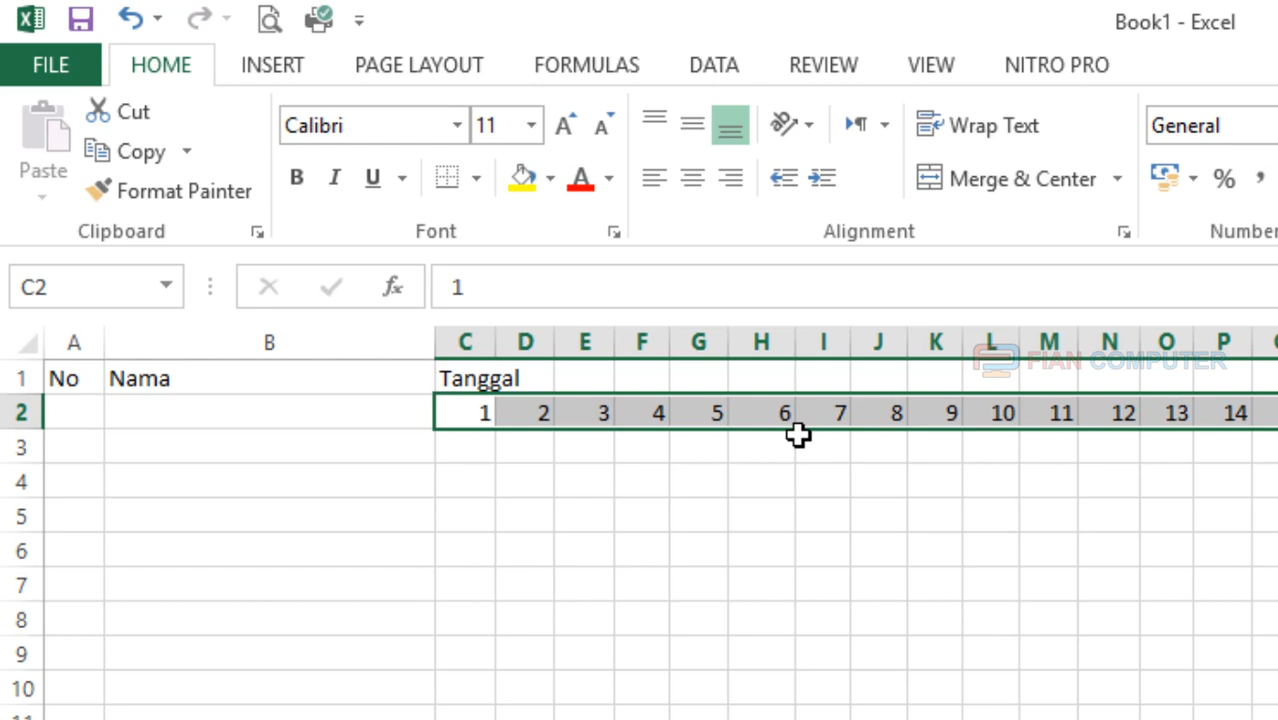 Book1 - Excel
FILE HOME INSERT PAGE LAYOUT FORMULAS DATA REVIEW VIEW NITRO PRO
Cut
Copy
Format Painter
Paste
Clipboard
Calibri 11
B I U A
Font
Wrap Text
Merge & Center
Alignment
General
% ,
Number
C2 fx 1
A B C D E F G H I J K L M N O P
FIAN COMPUTER
1 No Nama Tanggal
2 1 2 3 4 5 6 7 8 9 10 11 12 13 14
3
4
5
6
7
8
9
10
11